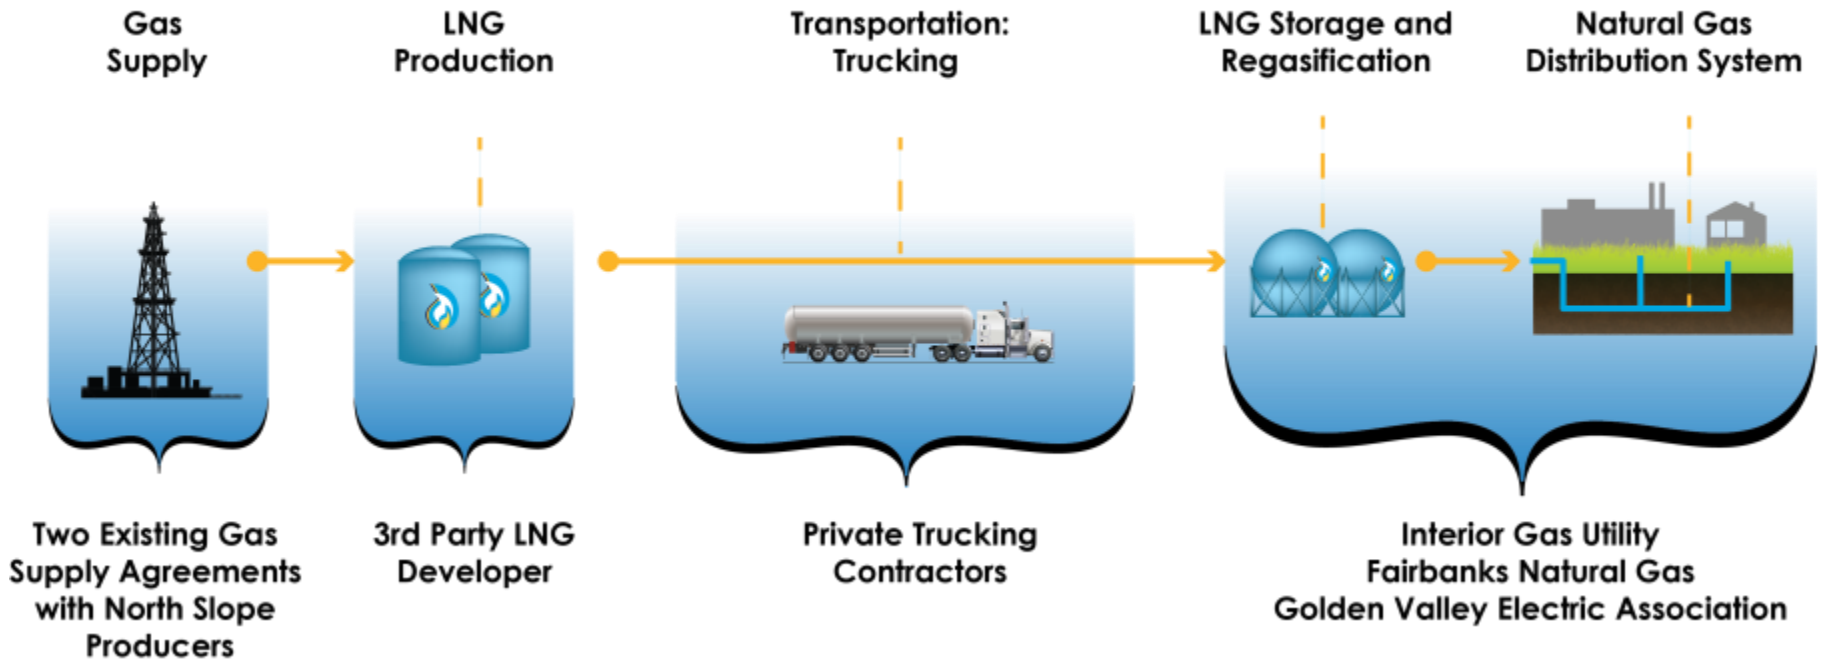 Gas
Supply
LNG
Production
Transportation:
Trucking
LNG Storage and
Regasification
Natural Gas
Distribution System
Two Existing Gas
Supply Agreements
with North Slope
Producers
3rd Party LNG
Developer
Private Trucking
Contractors
Interior Gas Utility
Fairbanks Natural Gas
Golden Valley Electric Association